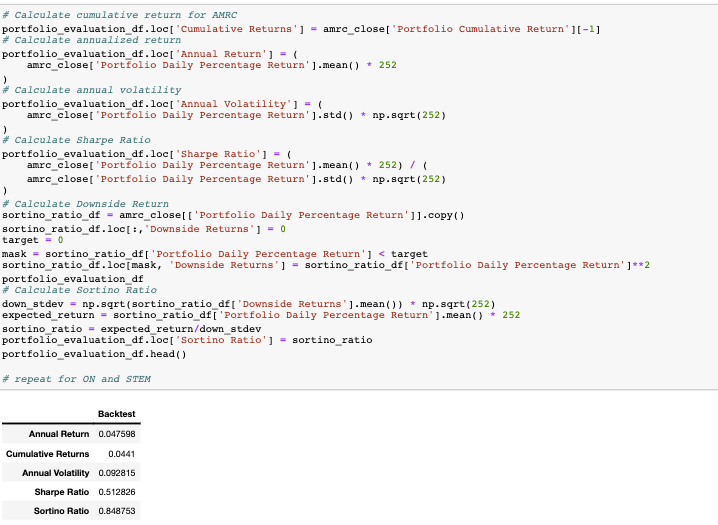 # Calculate cumulative return for AMRC
portfolio_evaluation_df.loc['Cumulative Returns'] = amrc_close['Portfolio Cumulative Return'][-1]
# Calculate annualized return
portfolio_evaluation_df.loc['Annual Return'] = (
    amrc_close['Portfolio Daily Percentage Return'].mean() * 252
)
# Calculate annual volatility
portfolio_evaluation_df.loc['Annual Volatility'] = (
    amrc_close['Portfolio Daily Percentage Return'].std() * np.sqrt(252)
)
# Calculate Sharpe Ratio
portfolio_evaluation_df.loc['Sharpe Ratio'] = (
    amrc_close['Portfolio Daily Percentage Return'].mean() * 252) / (
    amrc_close['Portfolio Daily Percentage Return'].std() * np.sqrt(252)
)
# Calculate Downside Return
sortino_ratio_df = amrc_close[['Portfolio Daily Percentage Return']].copy()
sortino_ratio_df.loc[:,'Downside Returns'] = 0
target = 0
mask = sortino_ratio_df['Portfolio Daily Percentage Return'] < target
sortino_ratio_df.loc[mask, 'Downside Returns'] = sortino_ratio_df['Portfolio Daily Percentage Return']**2
portfolio_evaluation_df
# Calculate Sortino Ratio
down_stdev = np.sqrt(sortino_ratio_df['Downside Returns'].mean()) * np.sqrt(252)
expected_return = sortino_ratio_df['Portfolio Daily Percentage Return'].mean() * 252
sortino_ratio = expected_return/down_stdev
portfolio_evaluation_df.loc['Sortino Ratio'] = sortino_ratio
portfolio_evaluation_df.head()
# repeat for ON and STEM
Backtest
Annual Return 0.047598
Cumulative Returns 0.0441
Annual Volatility 0.092815
Sharpe Ratio 0.512826
Sortino Ratio 0.848753